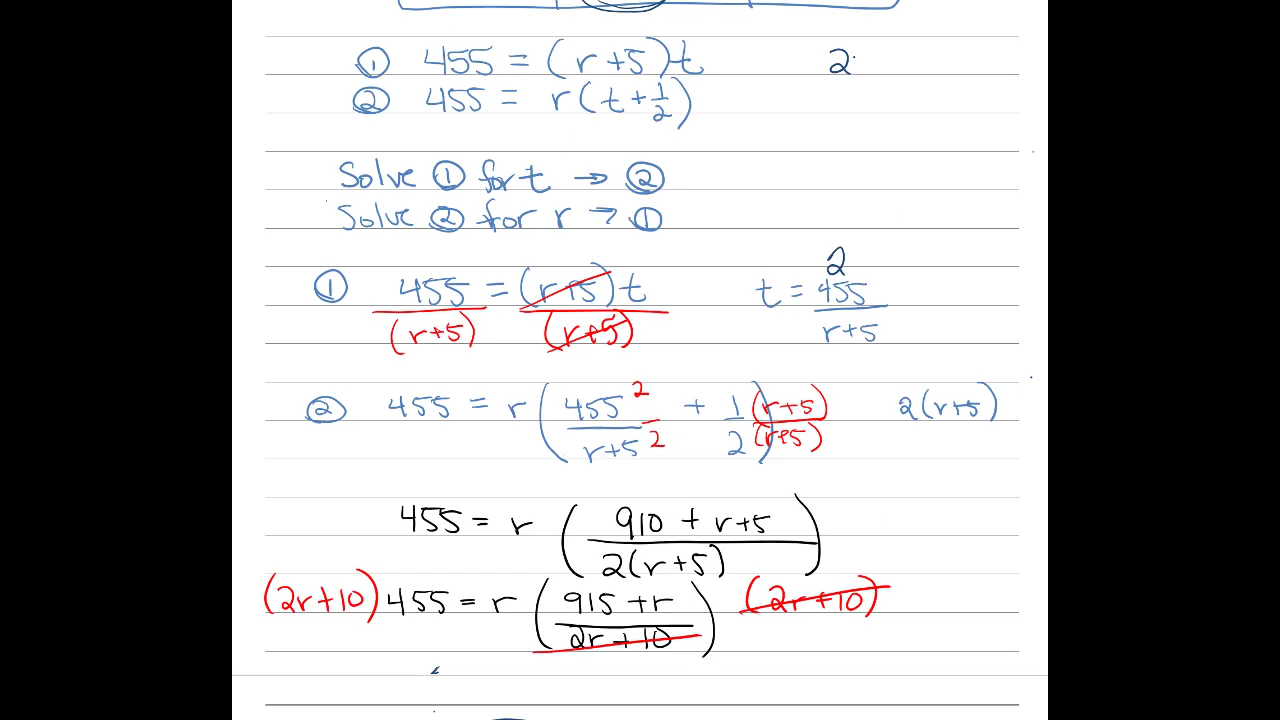 ① 455 = (r+5)t 2
② 455 = r(t + 1/2)
Solve ① for t → ②
Solve ② for r → ①
2
① 455 = (r+5)t t = 455
(r+5) (r+5) r+5
② 455 = r( 455 2 + 1 ) (r+5) 2(r+5)
r+5 2 2 (r+5)
455 = r ( 910 + r+5 )
2(r+5)
(2r+10) 455 = r ( 915 + r ) (2r+10)
2r + 10